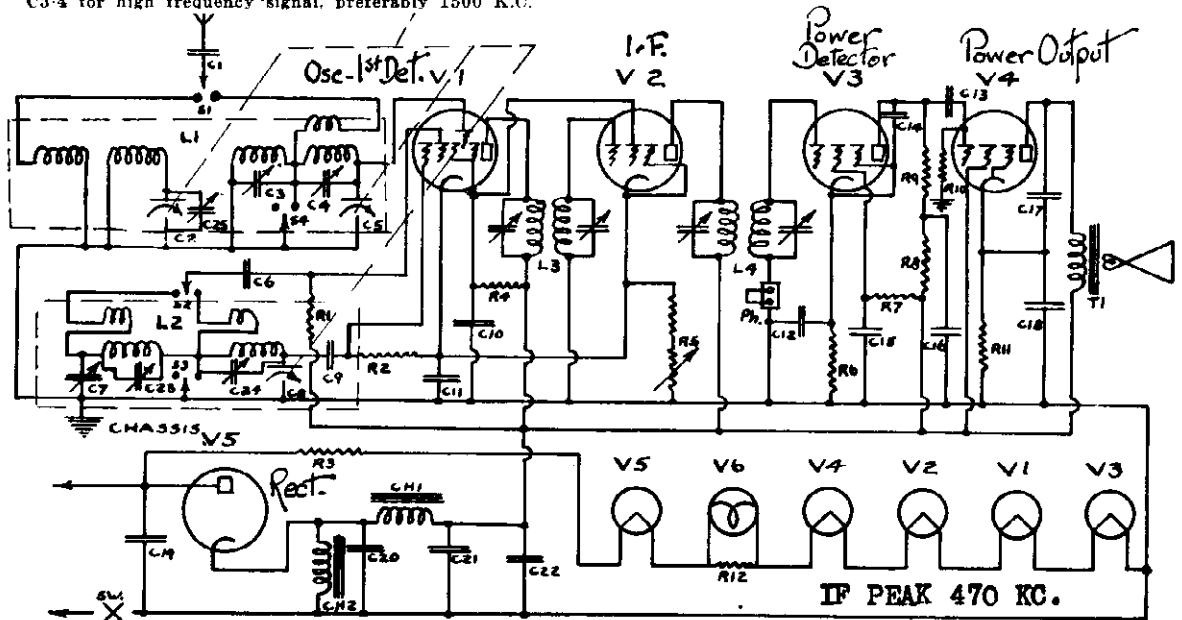 C3-4 for high frequency signal, preferably 1500 K.C.
Osc-1st Det. V1
I.F.
V2
Power
Detector
V3
Power Output
V4
C1
S1
L1
C3
C4
S4
C5
C25
C2
C6
S2
L2
R1
R4
L3
C10
R2
C9
C11
S3
C7
C23
C24
C8
R5
L4
Ph.
C12
R6
C14
R9
R10
C13
R8
R7
C15
C16
R11
C17
C18
T1
CHASSIS
V5
Rect.
R3
CH1
C19
C20
C21
C22
CH2
SW.
V5
V6
V4
V2
V1
V3
R12
IF PEAK 470 KC.